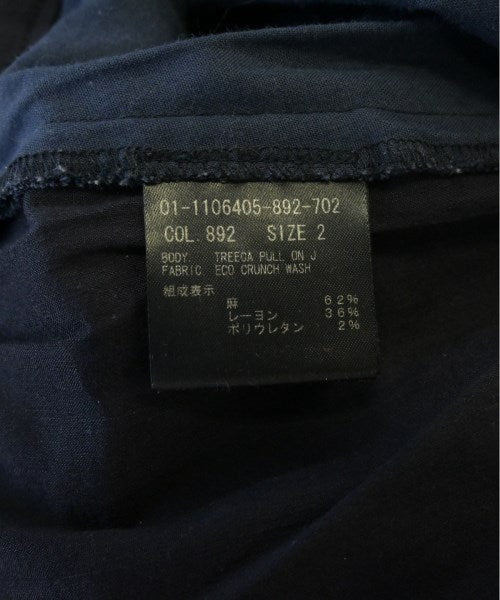 01-1106405-892-702
COL. 892 SIZE 2
BODY TREECA PULL ON J
FABRIC ECO CRUNCH WASH
組成表示
麻 62%
レーヨン 36%
ポリウレタン 2%